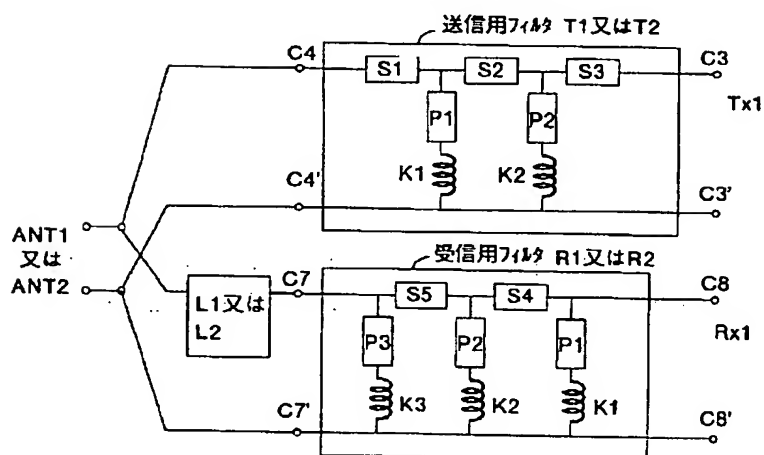 送信用フィルタ T1又はT2
C4
S1
S2
S3
C3
P1
P2
Tx1
K1
K2
C4'
C3'
ANT1
又は
ANT2
受信用フィルタ R1又はR2
L1又は
L2
C7
S5
S4
C8
P3
P2
P1
Rx1
K3
K2
K1
C7'
C8'